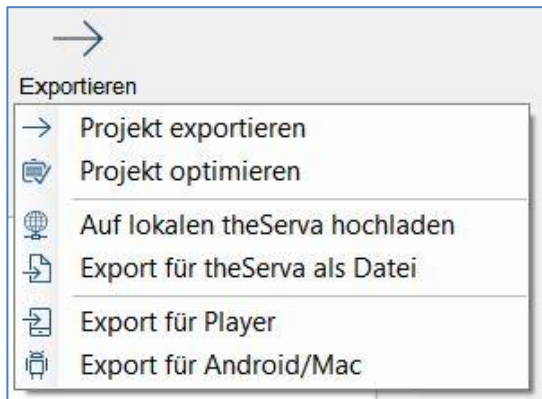 Exportieren
Projekt exportieren
Projekt optimieren
Auf lokalen theServa hochladen
Export für theServa als Datei
Export für Player
Export für Android/Mac